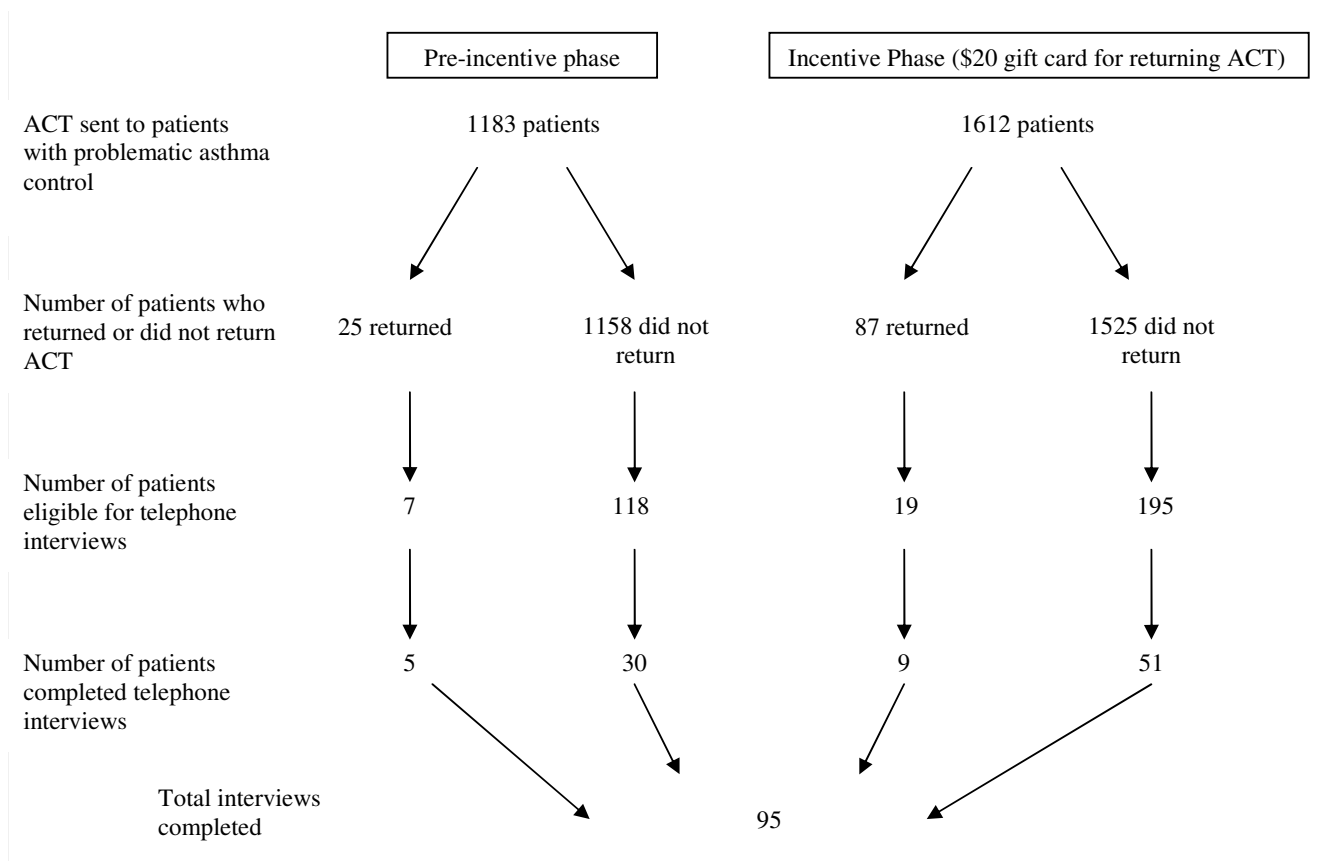 Pre-incentive phase
Incentive Phase ($20 gift card for returning ACT)
ACT sent to patients
with problematic asthma
control
1183 patients
1612 patients
Number of patients who
returned or did not return
ACT
25 returned
1158 did not
return
87 returned
1525 did not
return
Number of patients
eligible for telephone
interviews
7
118
19
195
Number of patients
completed telephone
interviews
5
30
9
51
Total interviews
completed
95